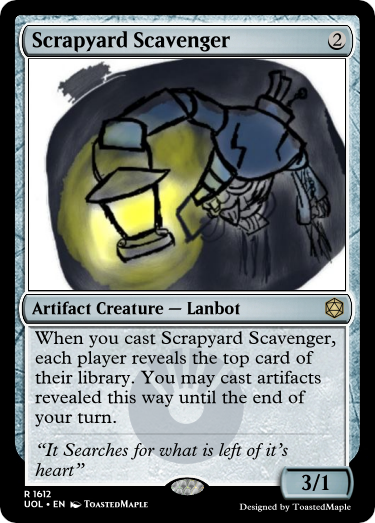 Scrapyard Scavenger 2
Artifact Creature — Lanbot
When you cast Scrapyard Scavenger,
each player reveals the top card of
their library. You may cast artifacts
revealed this way until the end of
your turn.
"It Searches for what is left of it's
heart"
3/1
R 1612
UOL • EN ToastedMaple
Designed by ToastedMaple